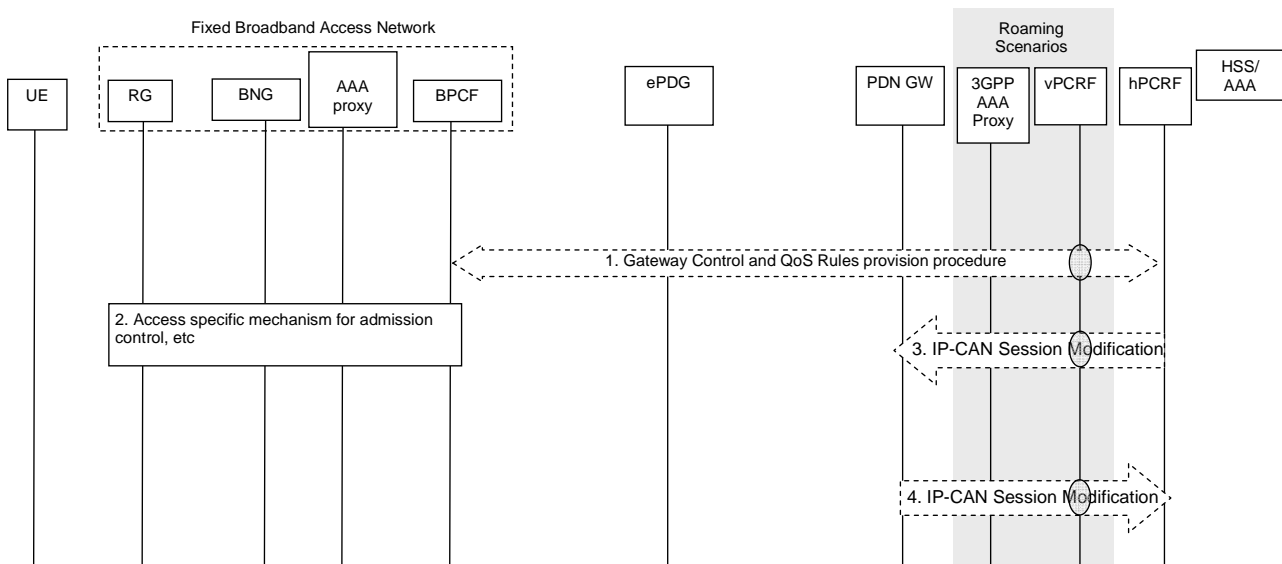 Fixed Broadband Access Network
Roaming
Scenarios
UE
RG
BNG
AAA
proxy
BPCF
ePDG
PDN GW
3GPP
AAA
Proxy
vPCRF
hPCRF
HSS/
AAA
1. Gateway Control and QoS Rules provision procedure
2. Access specific mechanism for admission
control, etc
3. IP-CAN Session Modification
4. IP-CAN Session Modification